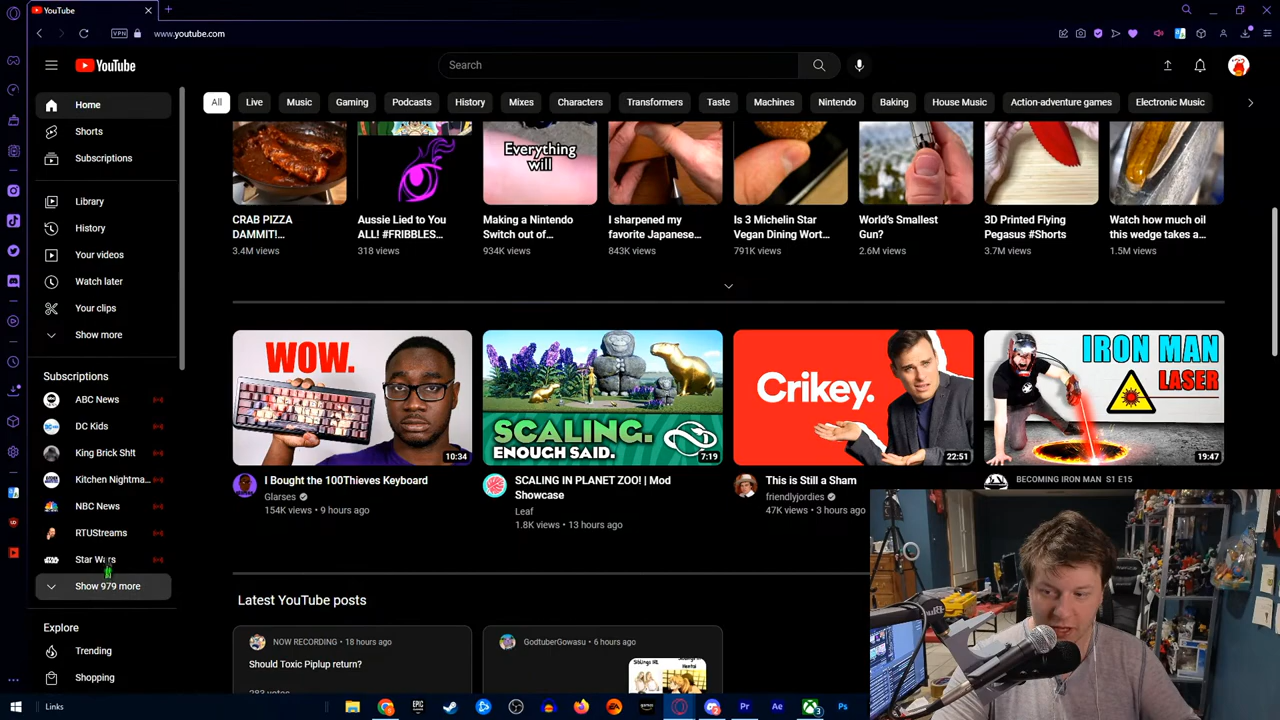 YouTube
VPN
www.youtube.com
YouTube
Search
Home
Shorts
Subscriptions
Library
History
Your videos
Watch later
Your clips
Show more
Subscriptions
ABC News
DC Kids
King Brick Sh!t
Kitchen Nightma...
NBC News
RTUStreams
Star Wars
Show 979 more
Explore
Trending
Shopping
All
Live
Music
Gaming
Podcasts
History
Mixes
Characters
Transformers
Taste
Machines
Nintendo
Baking
House Music
Action-adventure games
Electronic Music
Everything
will
CRAB PIZZA
DAMMIT!...
3.4M views
Aussie Lied to You
ALL! #FRIBBLES...
318 views
Making a Nintendo
Switch out of...
934K views
I sharpened my
favorite Japanese...
843K views
Is 3 Michelin Star
Vegan Dining Wort...
791K views
World's Smallest
Gun?
2.6M views
3D Printed Flying
Pegasus #Shorts
3.7M views
Watch how much oil
this wedge takes a...
1.5M views
WOW.
10:34
I Bought the 100Thieves Keyboard
Glarses
154K views • 9 hours ago
SCALING.
ENOUGH SAID.
7:19
SCALING IN PLANET ZOO! | Mod
Showcase
Leaf
1.8K views • 13 hours ago
Crikey.
22:51
This is Still a Sham
friendlyjordies
47K views • 3 hours ago
IRON MAN
LASER
19:47
BECOMING IRON MAN S1 E15
Latest YouTube posts
NOW RECORDING • 18 hours ago
Should Toxic Piplup return?
GodtuberGowasu • 6 hours ago
Links
EPIC
EA
Pr
Ae
3
Ps